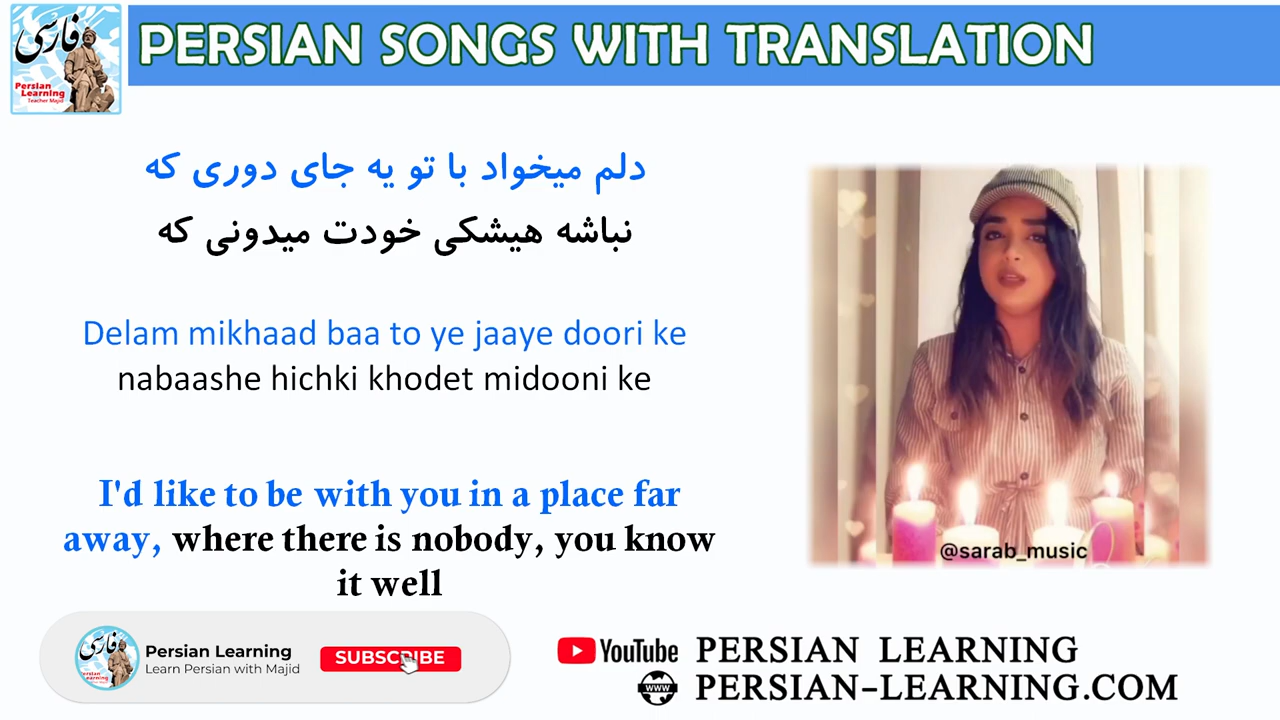 فارسی
Persian
Learning
Teacher Majid
PERSIAN SONGS WITH TRANSLATION
دلم میخواد با تو یه جای دوری که
نباشه هیشکی خودت میدونی که
Delam mikhaad baa to ye jaaye doori ke
nabaashe hichki khodet midooni ke
I'd like to be with you in a place far
away, where there is nobody, you know
it well
@sarab_music
فارسی
Persian
Learning
Persian Learning
Learn Persian with Majid
SUBSCRIBE
YouTube PERSIAN LEARNING
WWW PERSIAN-LEARNING.COM